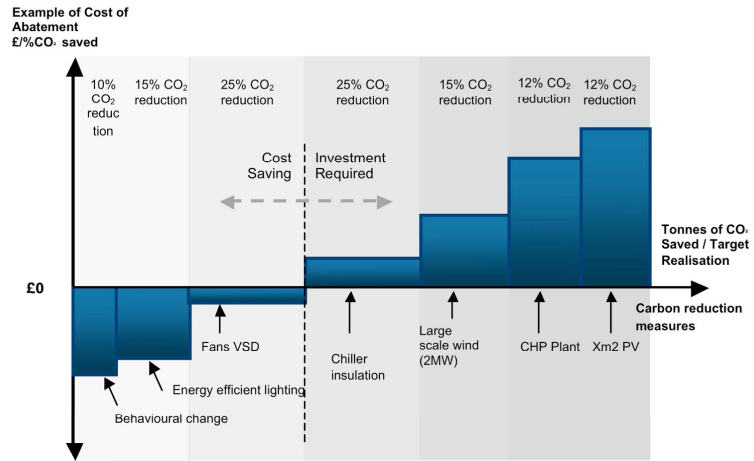 Example of Cost of
Abatement
£/%CO₂ saved
10%
CO₂
reduc
tion
15% CO₂
reduction
25% CO₂
reduction
25% CO₂
reduction
15% CO₂
reduction
12% CO₂
reduction
12% CO₂
reduction
Cost
Saving
Investment
Required
Tonnes of CO₂
Saved / Target
Realisation
£0
Carbon reduction
measures
Fans VSD
Energy efficient lighting
Behavioural change
Chiller
insulation
Large
scale wind
(2MW)
CHP Plant
Xm2 PV